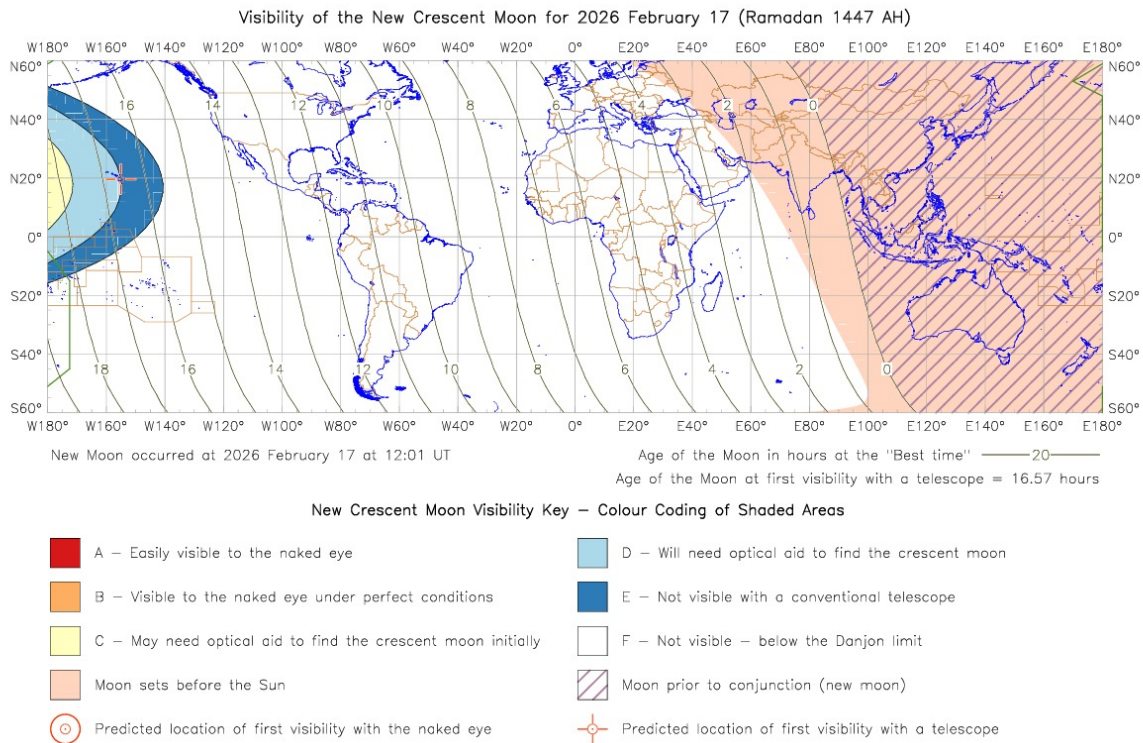 Visibility of the New Crescent Moon for 2026 February 17 (Ramadan 1447 AH)
W180° W160° W140° W120° W100° W80° W60° W40° W20° 0° E20° E40° E60° E80° E100° E120° E140° E160° E180°
N60° N60°
16 14 12 10 6 4 2 0
N40° N40°
N20° N20°
0° 0°
S20° S20°
S40° S40°
18 12 10 8 6 4 2 0
S60° S60°
W180° W160° W140° W120° W100° W80° W60° W40° W20° 0° E20° E40° E60° E80° E100° E120° E140° E160° E180°
New Moon occurred at 2026 February 17 at 12:01 UT
Age of the Moon in hours at the "Best time" 20
Age of the Moon at first visibility with a telescope = 16.57 hours
New Crescent Moon Visibility Key – Colour Coding of Shaded Areas
A – Easily visible to the naked eye
D – Will need optical aid to find the crescent moon
B – Visible to the naked eye under perfect conditions
E – Not visible with a conventional telescope
C – May need optical aid to find the crescent moon initially
F – Not visible – below the Danjon limit
Moon sets before the Sun
Moon prior to conjunction (new moon)
Predicted location of first visibility with the naked eye
Predicted location of first visibility with a telescope